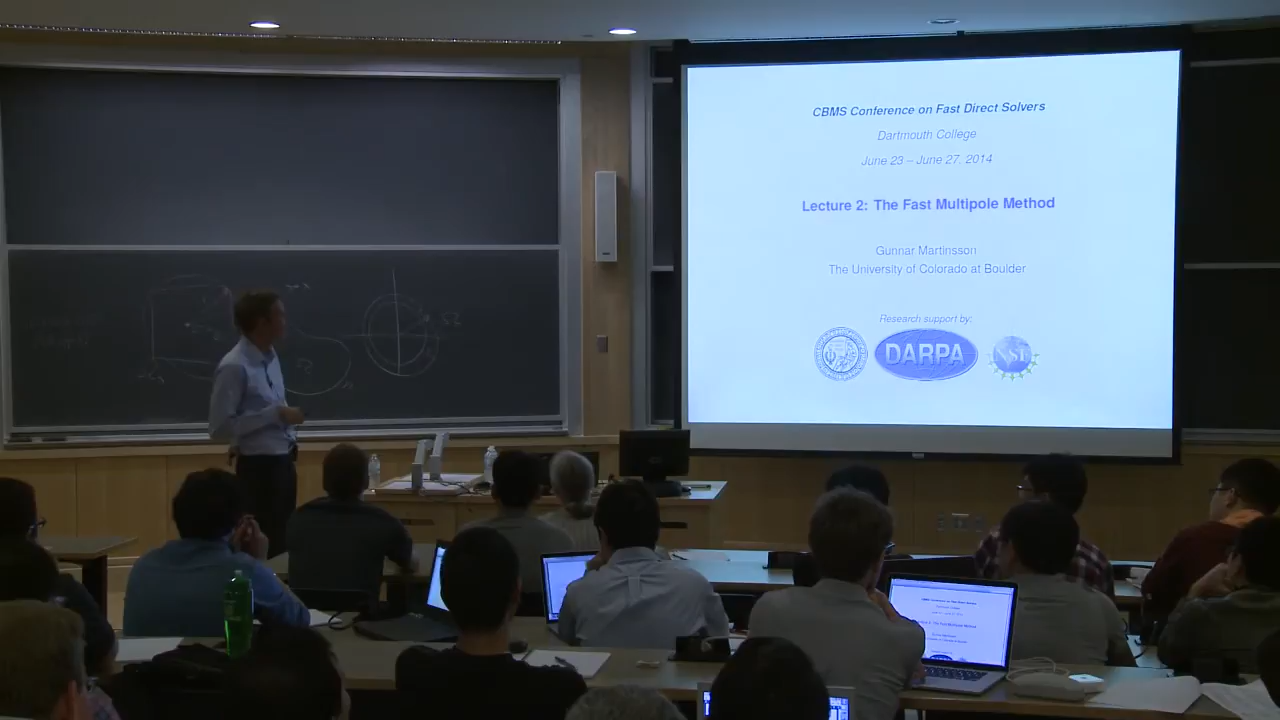 CBMS Conference on Fast Direct Solvers
Dartmouth College
June 23 – June 27, 2014
Lecture 2: The Fast Multipole Method
Gunnar Martinsson
The University of Colorado at Boulder
Research support by:
DARPA
NSF